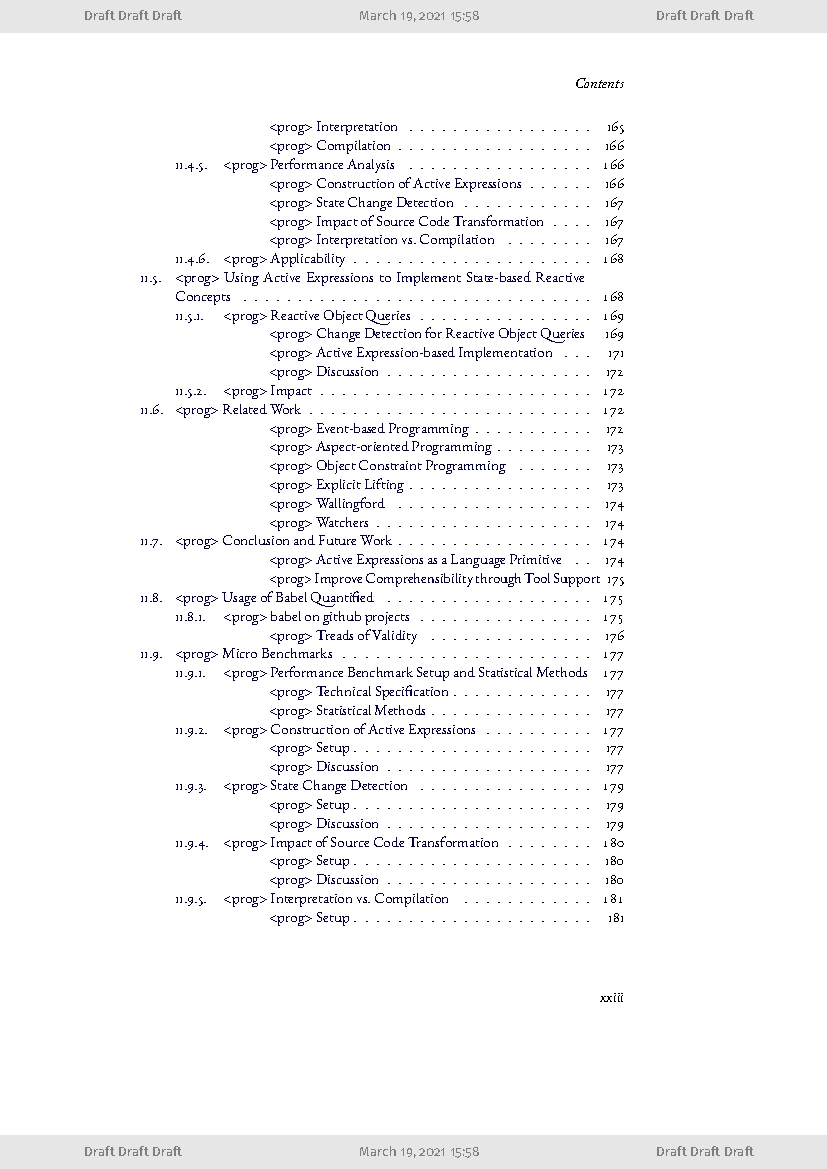 Draft Draft Draft March 19, 2021 15:58 Draft Draft Draft
Contents
<prog> Interpretation . . . . . . . . . . . . . . . . . 165
<prog> Compilation . . . . . . . . . . . . . . . . . . 166
11.4.5. <prog> Performance Analysis . . . . . . . . . . . . . . . . . 166
<prog> Construction of Active Expressions . . . . . . 166
<prog> State Change Detection . . . . . . . . . . . . 167
<prog> Impact of Source Code Transformation . . . . 167
<prog> Interpretation vs. Compilation . . . . . . . . 167
11.4.6. <prog> Applicability . . . . . . . . . . . . . . . . . . . . . . 168
11.5. <prog> Using Active Expressions to Implement State-based Reactive
Concepts . . . . . . . . . . . . . . . . . . . . . . . . . . . . . . . . 168
11.5.1. <prog> Reactive Object Queries . . . . . . . . . . . . . . . . 169
<prog> Change Detection for Reactive Object Queries 169
<prog> Active Expression-based Implementation . . . 171
<prog> Discussion . . . . . . . . . . . . . . . . . . . 172
11.5.2. <prog> Impact . . . . . . . . . . . . . . . . . . . . . . . . . 172
11.6. <prog> Related Work . . . . . . . . . . . . . . . . . . . . . . . . . . 172
<prog> Event-based Programming . . . . . . . . . . . 172
<prog> Aspect-oriented Programming . . . . . . . . . 173
<prog> Object Constraint Programming . . . . . . . 173
<prog> Explicit Lifting . . . . . . . . . . . . . . . . . 173
<prog> Wallingford . . . . . . . . . . . . . . . . . . 174
<prog> Watchers . . . . . . . . . . . . . . . . . . . . 174
11.7. <prog> Conclusion and Future Work . . . . . . . . . . . . . . . . . . 174
<prog> Active Expressions as a Language Primitive . . 174
<prog> Improve Comprehensibility through Tool Support 175
11.8. <prog> Usage of Babel Quantified . . . . . . . . . . . . . . . . . . . 175
11.8.1. <prog> babel on github projects . . . . . . . . . . . . . . . . 175
<prog> Treads of Validity . . . . . . . . . . . . . . . 176
11.9. <prog> Micro Benchmarks . . . . . . . . . . . . . . . . . . . . . . . 177
11.9.1. <prog> Performance Benchmark Setup and Statistical Methods 177
<prog> Technical Specification . . . . . . . . . . . . . 177
<prog> Statistical Methods . . . . . . . . . . . . . . . 177
11.9.2. <prog> Construction of Active Expressions . . . . . . . . . . 177
<prog> Setup . . . . . . . . . . . . . . . . . . . . . . 177
<prog> Discussion . . . . . . . . . . . . . . . . . . . 177
11.9.3. <prog> State Change Detection . . . . . . . . . . . . . . . . 179
<prog> Setup . . . . . . . . . . . . . . . . . . . . . . 179
<prog> Discussion . . . . . . . . . . . . . . . . . . . 179
11.9.4. <prog> Impact of Source Code Transformation . . . . . . . . 180
<prog> Setup . . . . . . . . . . . . . . . . . . . . . . 180
<prog> Discussion . . . . . . . . . . . . . . . . . . . 180
11.9.5. <prog> Interpretation vs. Compilation . . . . . . . . . . . . 181
<prog> Setup . . . . . . . . . . . . . . . . . . . . . . 181
xxiii
Draft Draft Draft March 19, 2021 15:58 Draft Draft Draft